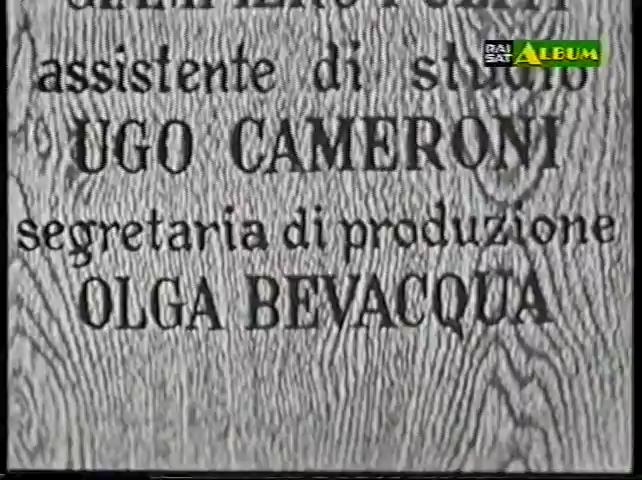 RAI
SAT ALBUM
assistente di studio
UGO CAMERONI
segretaria di produzione
OLGA BEVACQUA